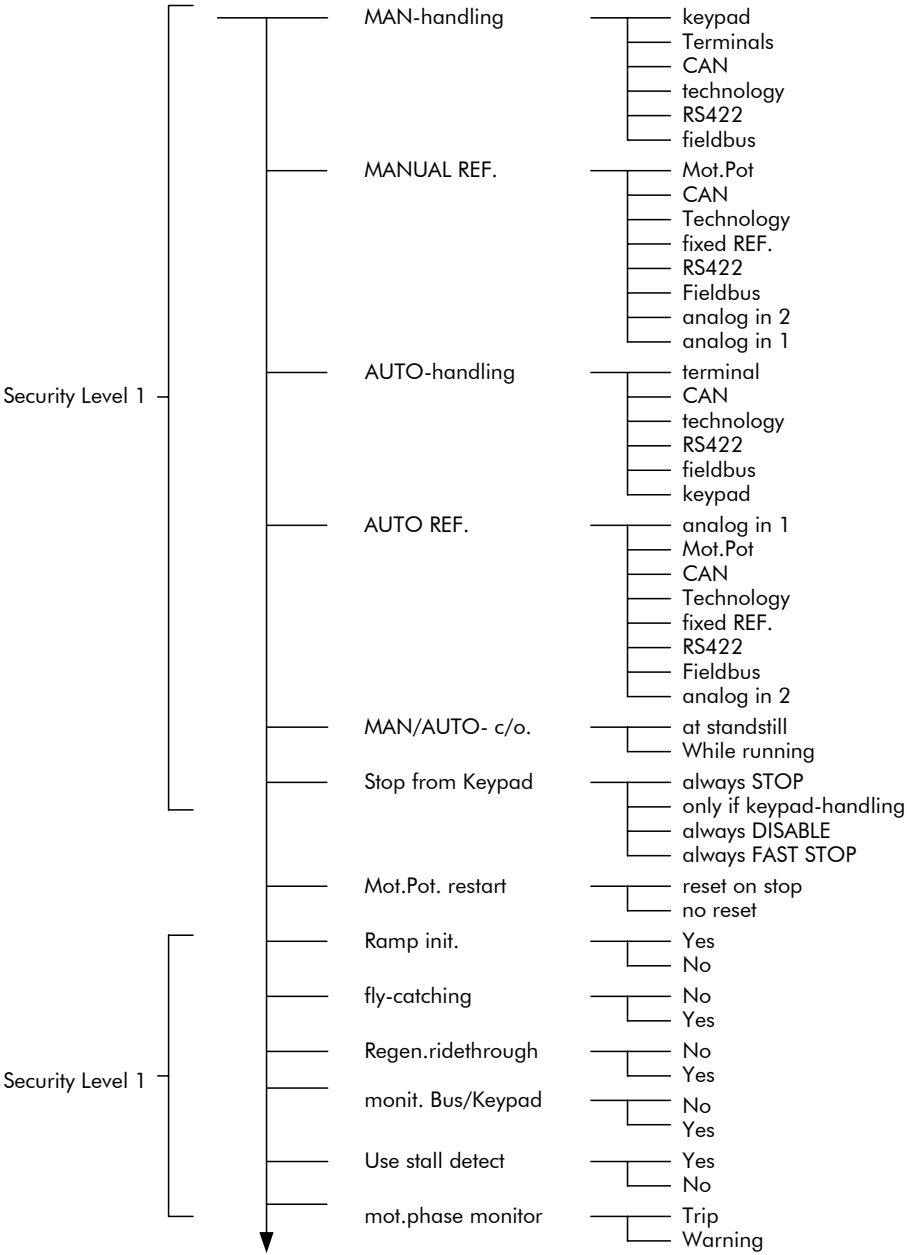 MAN-handling
keypad
Terminals
CAN
technology
RS422
fieldbus
MANUAL REF.
Mot.Pot
CAN
Technology
fixed REF.
RS422
Fieldbus
analog in 2
analog in 1
Security Level 1
AUTO-handling
terminal
CAN
technology
RS422
fieldbus
keypad
AUTO REF.
analog in 1
Mot.Pot
CAN
Technology
fixed REF.
RS422
Fieldbus
analog in 2
MAN/AUTO- c/o.
at standstill
While running
Stop from Keypad
always STOP
only if keypad-handling
always DISABLE
always FAST STOP
Mot.Pot. restart
reset on stop
no reset
Security Level 1
Ramp init.
Yes
No
fly-catching
No
Yes
Regen.ridethrough
No
Yes
monit. Bus/Keypad
No
Yes
Use stall detect
Yes
No
mot.phase monitor
Trip
Warning